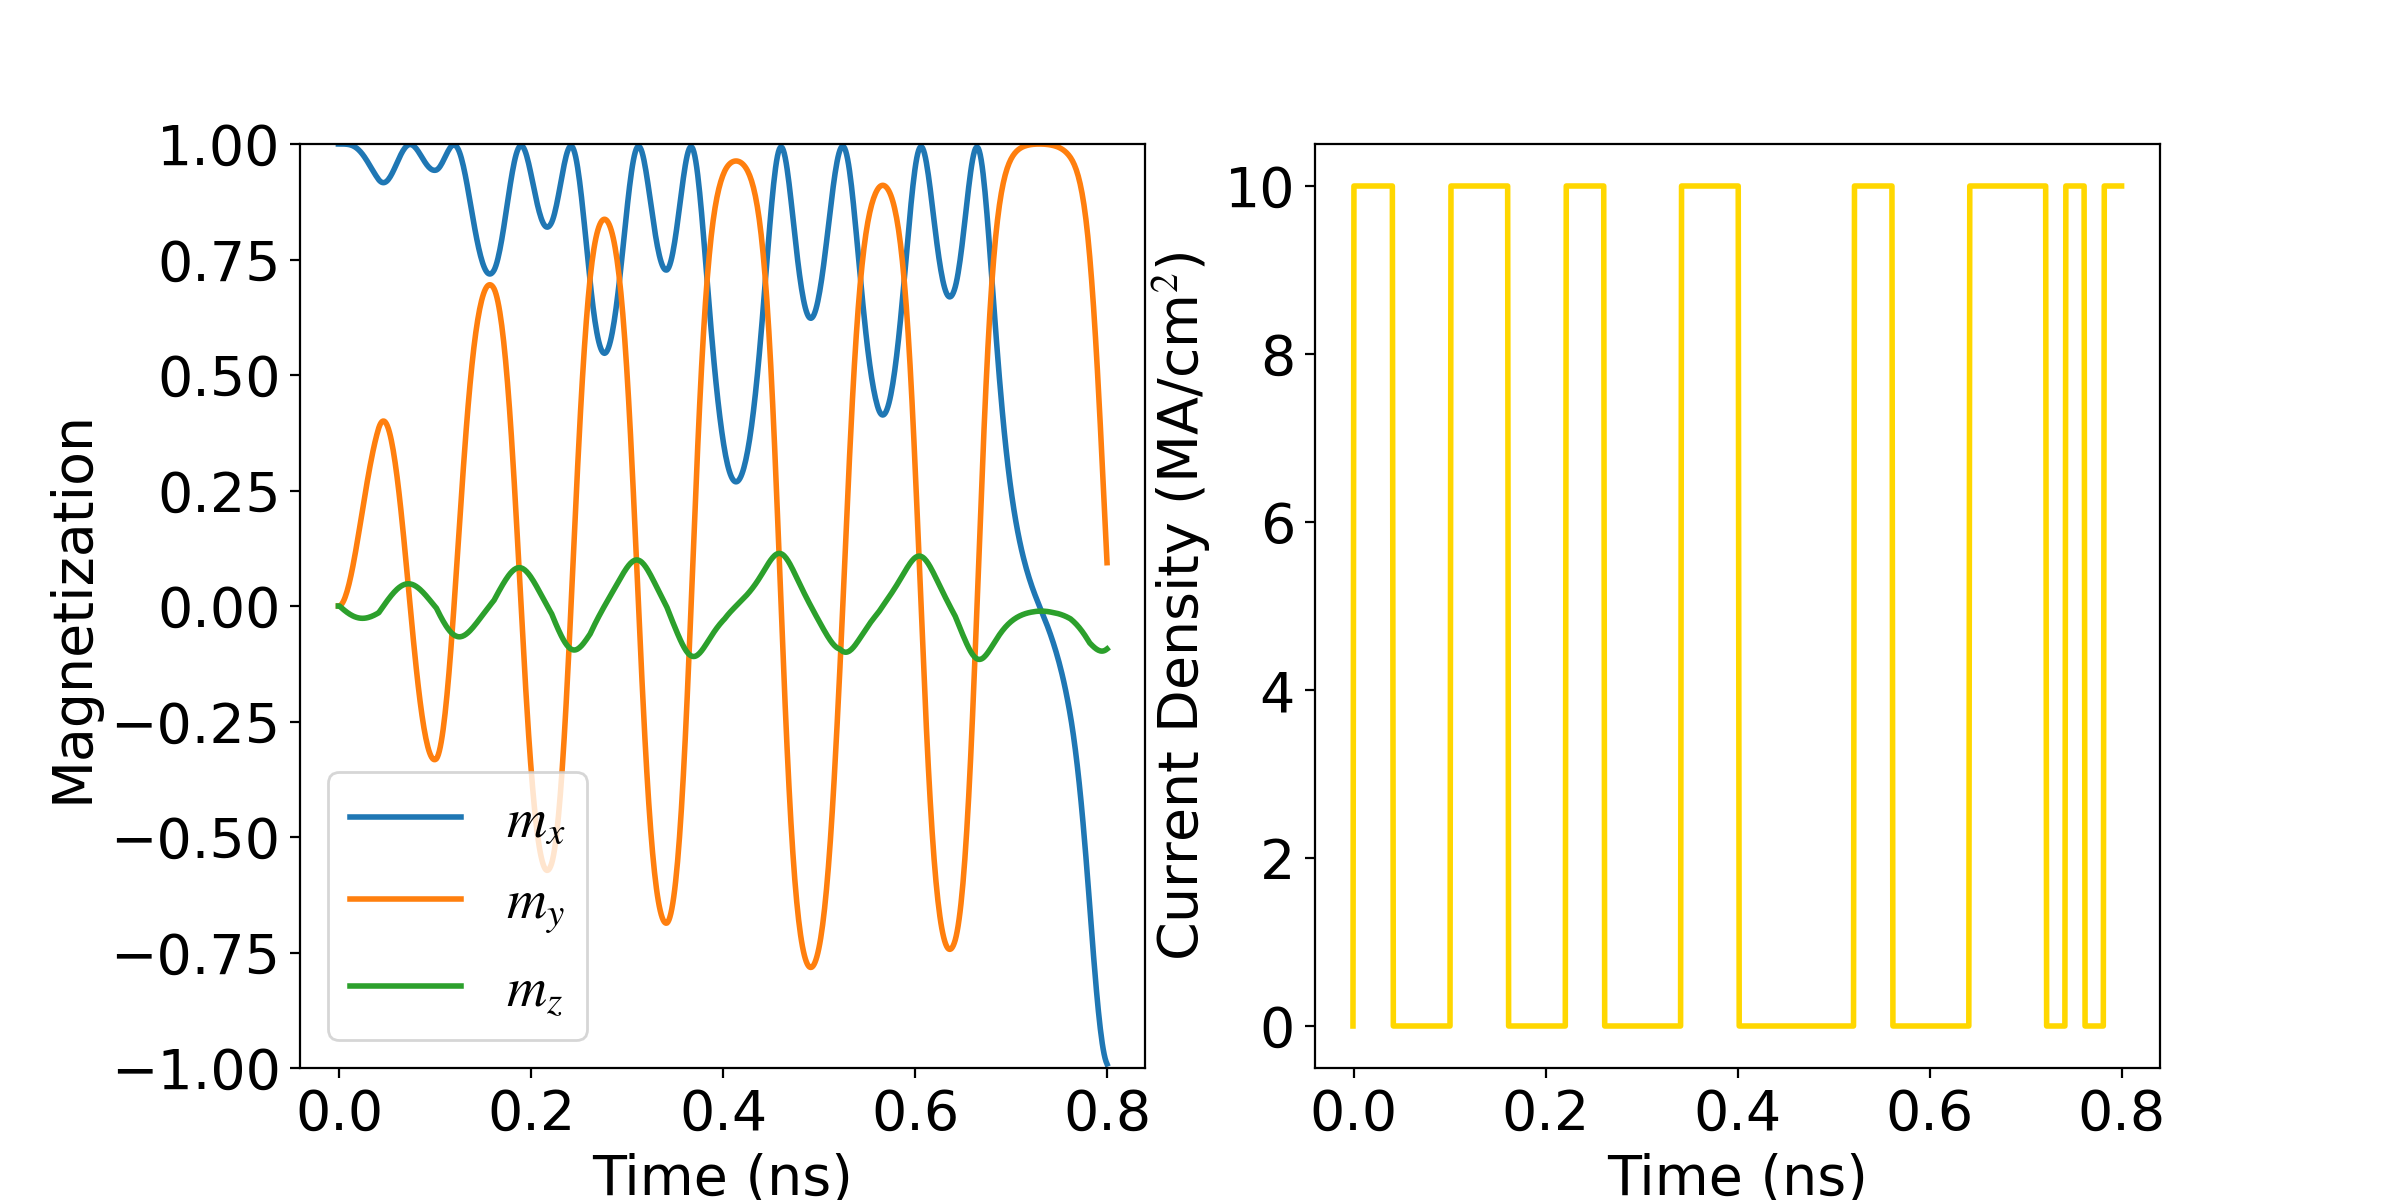 Magnetization
1.00
0.75
0.50
0.25
0.00
−0.25
−0.50
−0.75
−1.00
0.0 0.2 0.4 0.6 0.8
Time (ns)
m_x
m_y
m_z
Current Density (MA/cm²)
10
8
6
4
2
0
0.0 0.2 0.4 0.6 0.8
Time (ns)